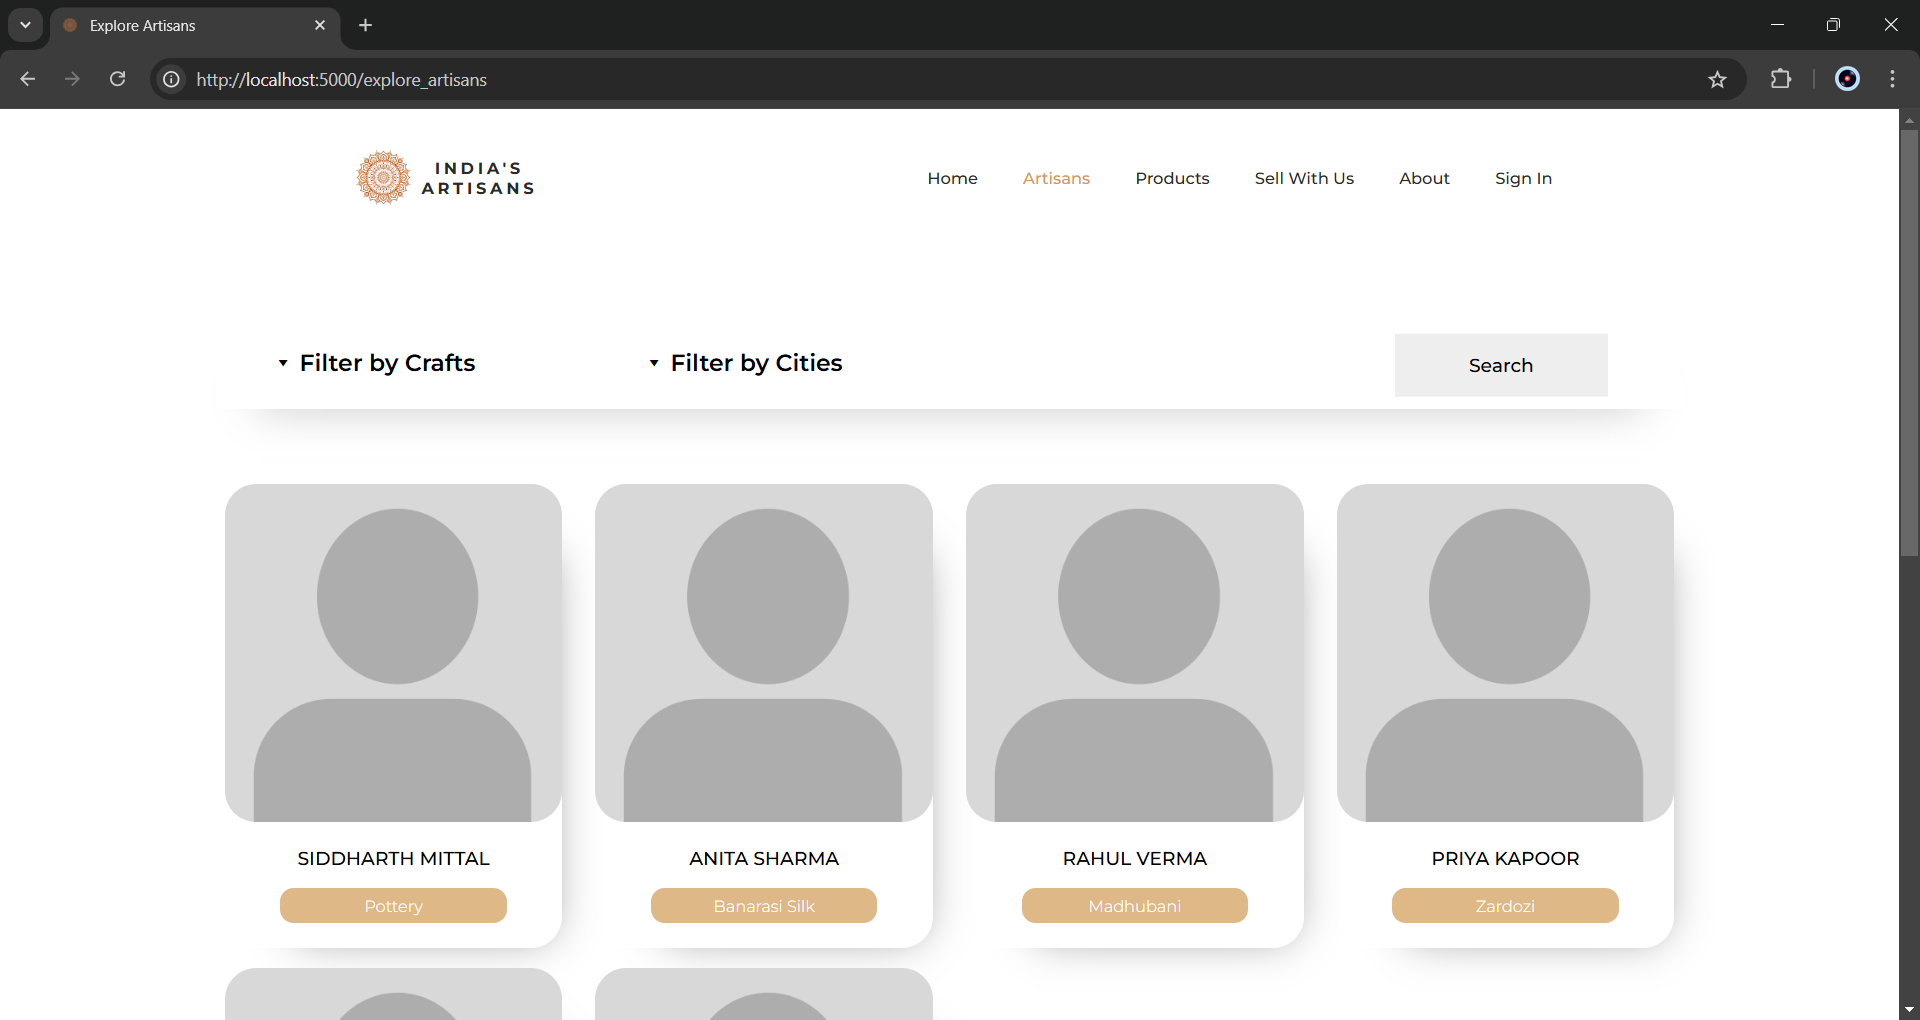 Explore Artisans
http://localhost:5000/explore_artisans
INDIA'S
ARTISANS
Home Artisans Products Sell With Us About Sign In
Filter by Crafts Filter by Cities Search
SIDDHARTH MITTAL ANITA SHARMA RAHUL VERMA PRIYA KAPOOR
Pottery Banarasi Silk Madhubani Zardozi